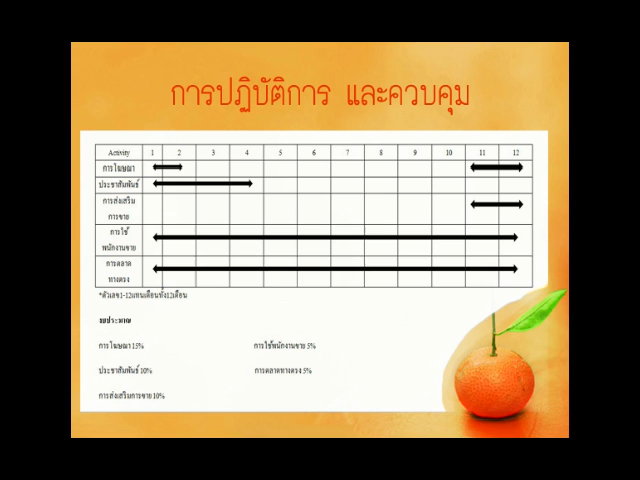 การปฏิบัติการ และควบคุม
Activity 1 2 3 4 5 6 7 8 9 10 11 12
การโฆษณา
ประชาสัมพันธ์
การส่งเสริม
การขาย
การใช้
พนักงานขาย
การตลาด
ทางตรง
*ตัวเลข1-12แทนเดือนทั้ง12เดือน
งบประมาณ
การโฆษณา 15% การใช้พนักงานขาย 5%
ประชาสัมพันธ์ 10% การตลาดทางตรง 5%
การส่งเสริมการขาย 10%